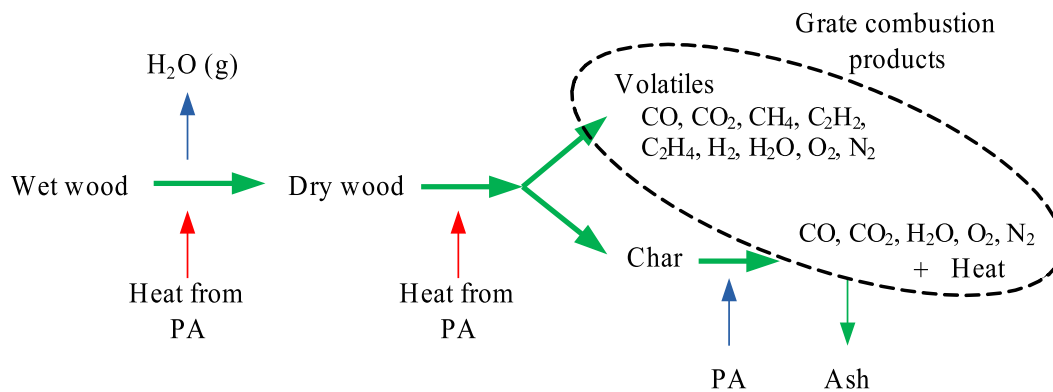 Grate combustion
products
H₂O (g)
Volatiles
CO, CO₂, CH₄, C₂H₂,
C₂H₄, H₂, H₂O, O₂, N₂
Wet wood
Dry wood
CO, CO₂, H₂O, O₂, N₂
+ Heat
Char
Heat from
PA
Heat from
PA
PA
Ash